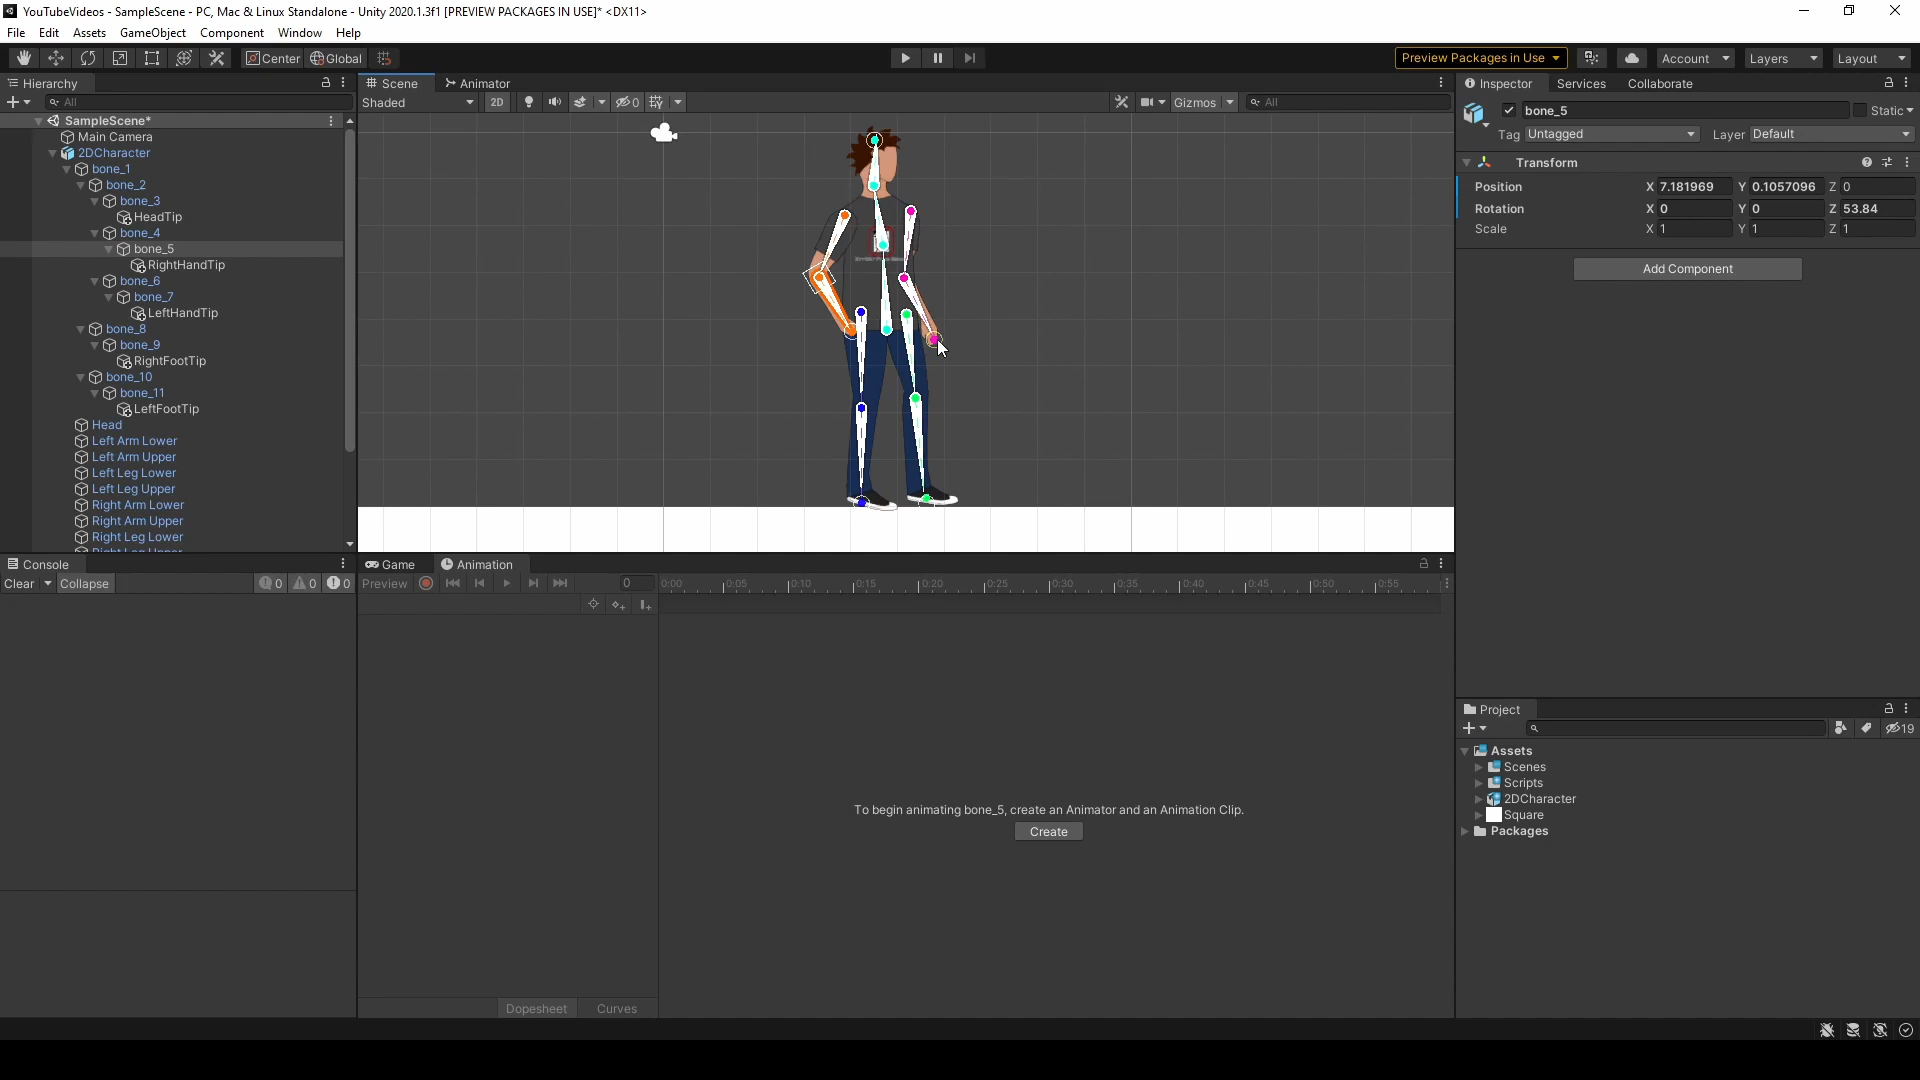 YouTubeVideos - SampleScene - PC, Mac & Linux Standalone - Unity 2020.1.3f1 [PREVIEW PACKAGES IN USE]* <DX11>
File Edit Assets GameObject Component Window Help
Center Global Preview Packages in Use Account Layers Layout
Hierarchy
All
SampleScene*
Main Camera
2DCharacter
bone_1
bone_2
bone_3
HeadTip
bone_4
bone_5
RightHandTip
bone_6
bone_7
LeftHandTip
bone_8
bone_9
RightFootTip
bone_10
bone_11
LeftFootTip
Head
Left Arm Lower
Left Arm Upper
Left Leg Lower
Left Leg Upper
Right Arm Lower
Right Arm Upper
Right Leg Lower
Right Leg Upper
Scene Animator
Shaded 2D 0 Gizmos All
Inspector Services Collaborate
bone_5 Static
Tag Untagged Layer Default
Transform
Position X 7.181969 Y 0.1057096 Z 0
Rotation X 0 Y 0 Z 53.84
Scale X 1 Y 1 Z 1
Add Component
Console
Clear Collapse 0 0 0
Game Animation
Preview 0 0:00 0:05 0:10 0:15 0:20 0:25 0:30 0:35 0:40 0:45 0:50 0:55
To begin animating bone_5, create an Animator and an Animation Clip.
Create
Dopesheet Curves
Project
19
Assets
Scenes
Scripts
2DCharacter
Square
Packages